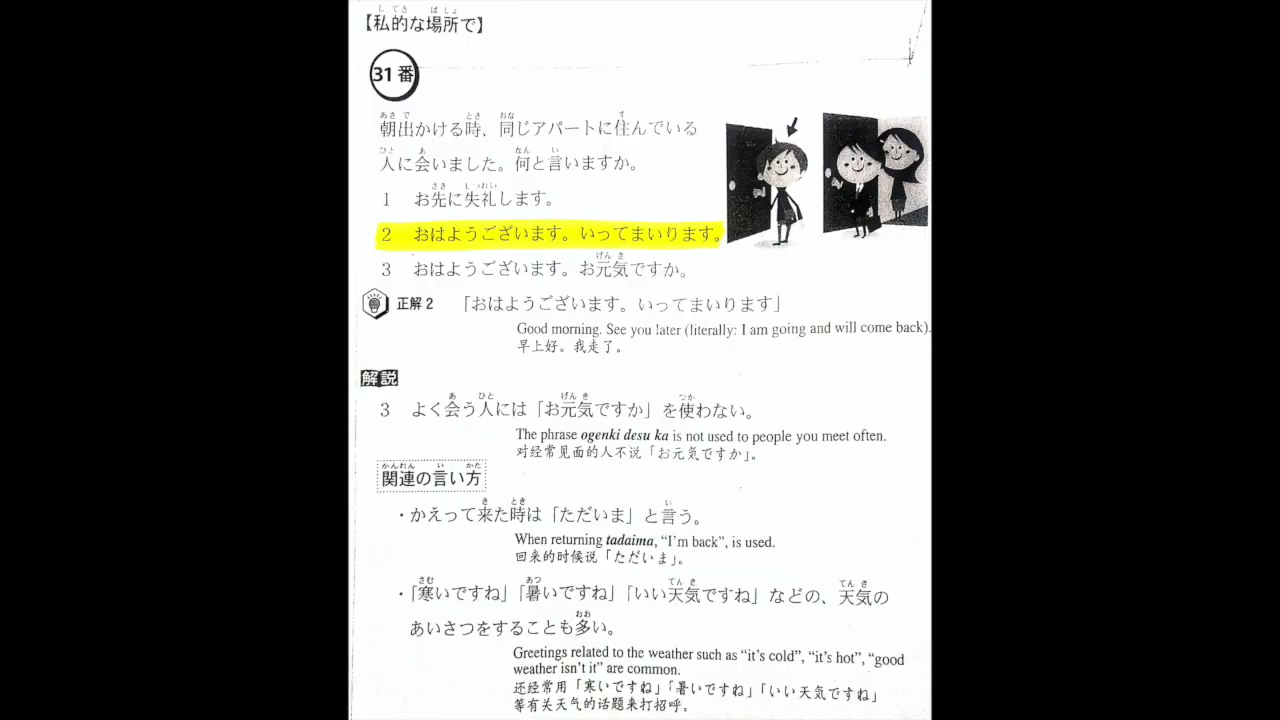 【私的な場所で】
31番
朝出かける時、同じアパートに住んでいる
人に会いました。何と言いますか。
1 お先に失礼します。
2 おはようございます。いってまいります。
3 おはようございます。お元気ですか。
正解2 「おはようございます。いってまいります」
Good morning. See you later (literally: I am going and will come back).
早上好。我走了。
解説
3 よく会う人には「お元気ですか」を使わない。
The phrase ogenki desu ka is not used to people you meet often.
对经常见面的人不说「お元気ですか」。
関連の言い方
・かえって来た時は「ただいま」と言う。
When returning tadaima, “I’m back”, is used.
回来的时候说「ただいま」。
・「寒いですね」「暑いですね」「いい天気ですね」などの、天気の
あいさつをすることも多い。
Greetings related to the weather such as “it’s cold”, “it’s hot”, “good
weather isn’t it” are common.
还经常用「寒いですね」「暑いですね」「いい天気ですね」
等有关天气的话题来打招呼。